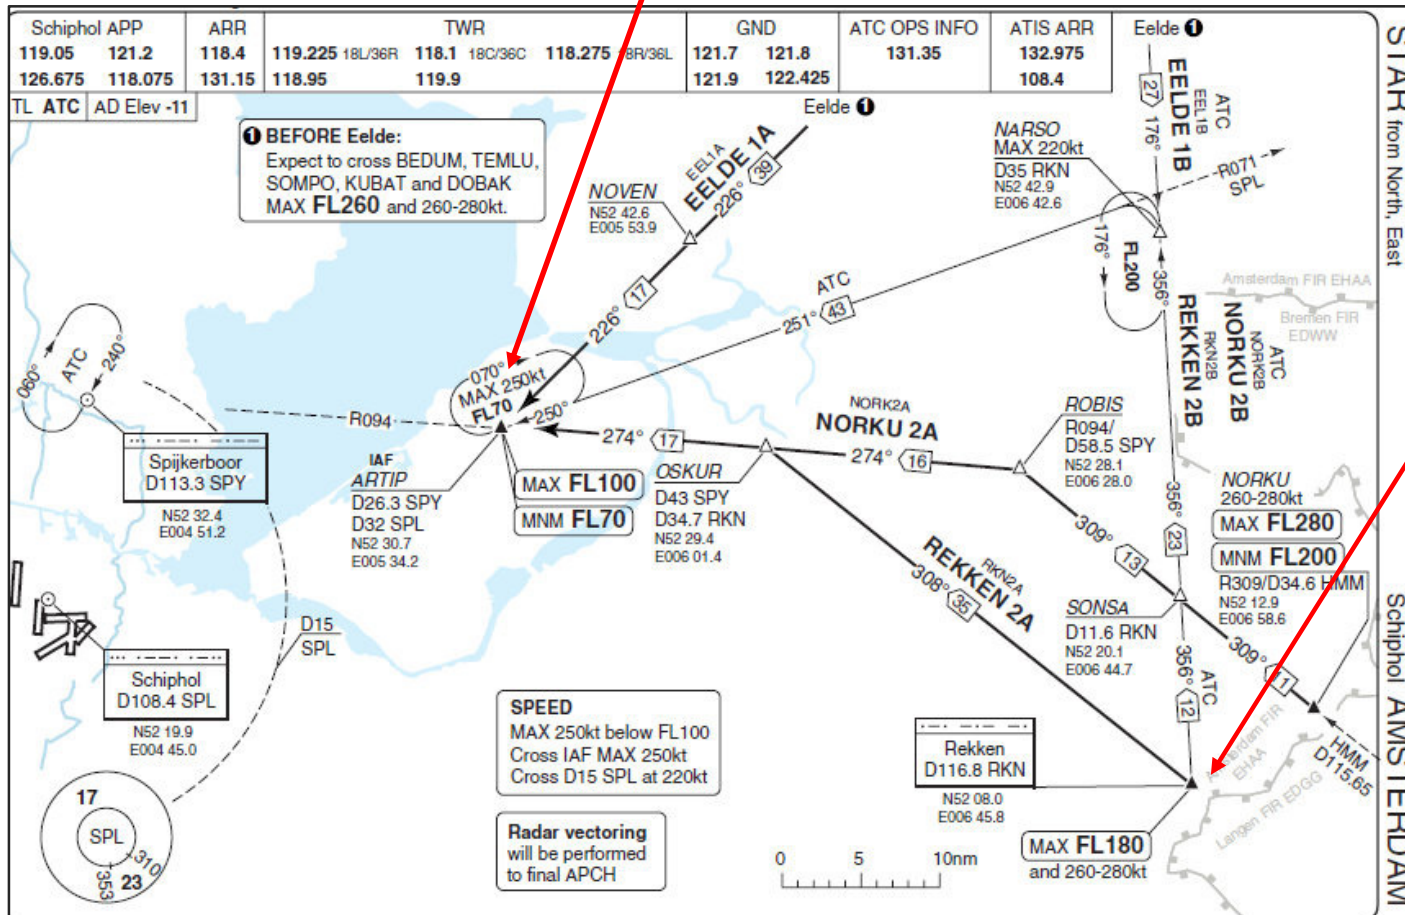 Schiphol APP ARR TWR GND ATC OPS INFO ATIS ARR
119.05 121.2 118.4 119.225 18L/36R 118.1 18C/36C 118.275 18R/36L 121.7 121.8 131.35 132.975
126.675 118.075 131.15 118.95 119.9 121.9 122.425 108.4
TL ATC AD Elev -11
STAR from North, East
Schiphol AMSTERDAM
Eelde ❶
27
176°
EELDE 1B
EEL1B
ATC
Eelde ❶
❶ BEFORE Eelde:
Expect to cross BEDUM, TEMLU,
SOMPO, KUBAT and DOBAK
MAX FL260 and 260-280kt.
EEL1A
EELDE 1A
226° 39
NOVEN
N52 42.6
E005 53.9
226° 17
NARSO
MAX 220kt
D35 RKN
N52 42.9
E006 42.6
R071
SPL
176°
FL200
356°
ATC
251° 43
REKKEN 2B
RKN2B
NORKU 2B
NORK2B
ATC
Amsterdam FIR EHAA
Bremen FIR
EDWW
060°
ATC
240°
070°
MAX 250kt
FL70
250°
R094
Spijkerboor
D113.3 SPY
N52 32.4
E004 51.2
IAF
ARTIP
D26.3 SPY
D32 SPL
N52 30.7
E005 34.2
MAX FL100
MNM FL70
274° 17
OSKUR
D43 SPY
D34.7 RKN
N52 29.4
E006 01.4
NORK2A
NORKU 2A
274° 16
ROBIS
R094/
D58.5 SPY
N52 28.1
E006 28.0
309° 13
356° 23
NORKU
260-280kt
MAX FL280
MNM FL200
R309/D34.6 HMM
N52 12.9
E006 58.6
RKN2A
REKKEN 2A
308° 35
SONSA
D11.6 RKN
N52 20.1
E006 44.7
309° 11
356° 12
ATC
HMM
D115.65
Amsterdam FIR
EHAA
Langen FIR EDGG
D15
SPL
Schiphol
D108.4 SPL
N52 19.9
E004 45.0
SPEED
MAX 250kt below FL100
Cross IAF MAX 250kt
Cross D15 SPL at 220kt
Rekken
D116.8 RKN
N52 08.0
E006 45.8
MAX FL180
and 260-280kt
Radar vectoring
will be performed
to final APCH
17
SPL
310
353
23
0 5 10nm